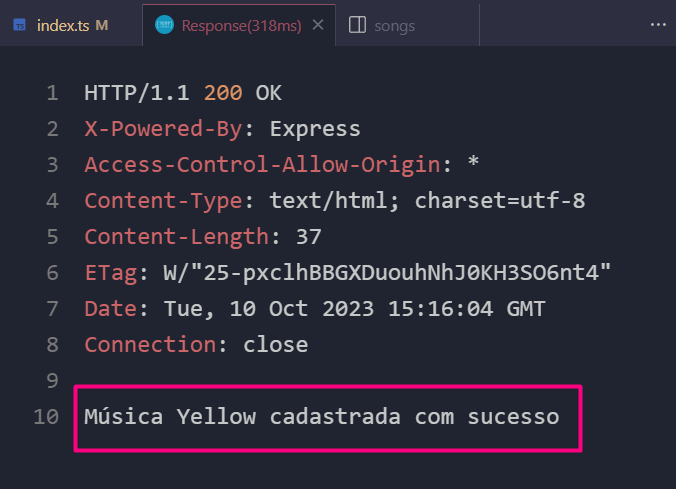 index.ts M
Response(318ms)
songs
1 HTTP/1.1 200 OK
2 X-Powered-By: Express
3 Access-Control-Allow-Origin: *
4 Content-Type: text/html; charset=utf-8
5 Content-Length: 37
6 ETag: W/"25-pxclhBBGXDuouhNhJ0KH3SO6nt4"
7 Date: Tue, 10 Oct 2023 15:16:04 GMT
8 Connection: close
9
10 Música Yellow cadastrada com sucesso